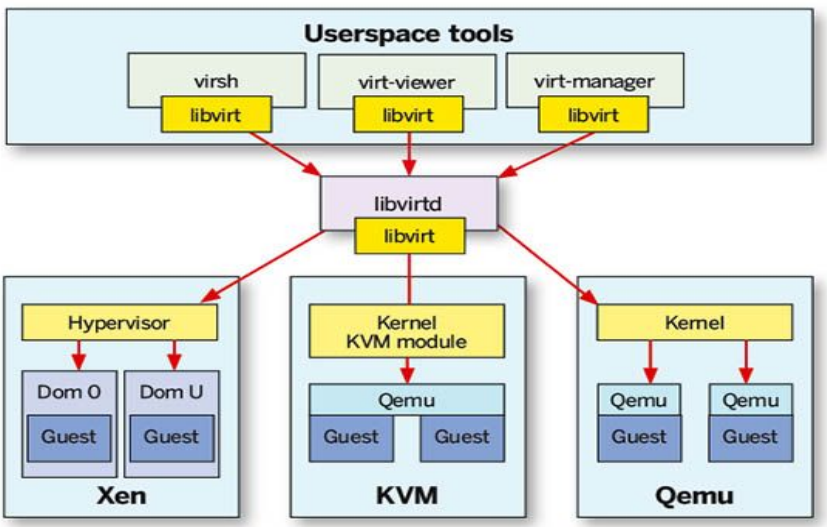 Userspace tools
virsh
virt-viewer
virt-manager
libvirt
libvirt
libvirt
libvirtd
libvirt
Hypervisor
Dom 0
Dom U
Guest
Guest
Xen
Kernel
KVM module
Qemu
Guest
Guest
KVM
Kernel
Qemu
Qemu
Guest
Guest
Qemu